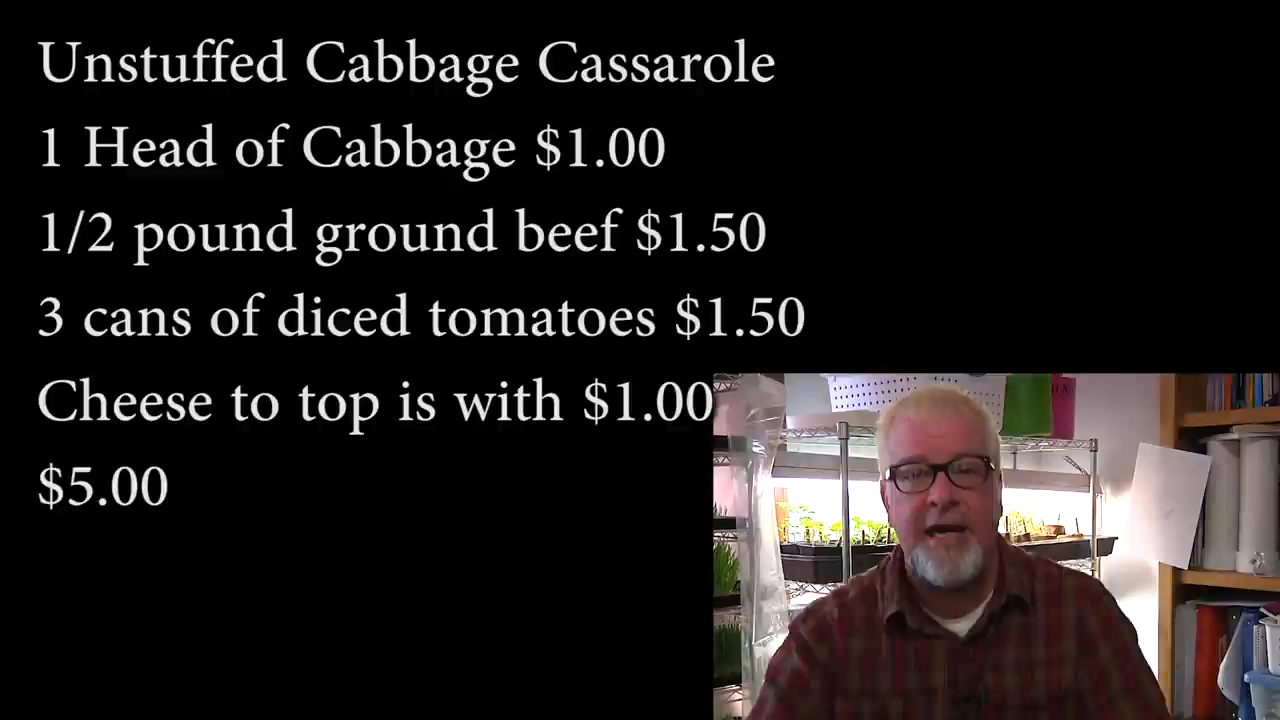 Unstuffed Cabbage Cassarole
1 Head of Cabbage $1.00
1/2 pound ground beef $1.50
3 cans of diced tomatoes $1.50
Cheese to top is with $1.00
$5.00